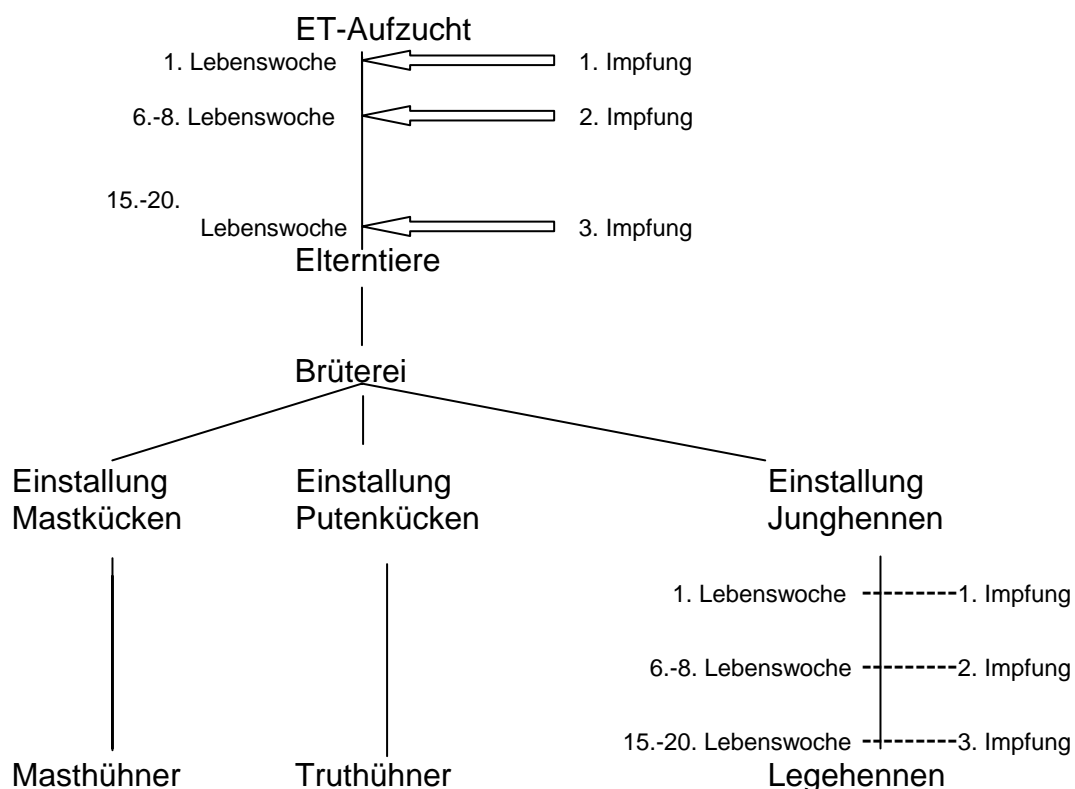 ET-Aufzucht
1. Lebenswoche 1. Impfung
6.-8. Lebenswoche 2. Impfung
15.-20.
Lebenswoche 3. Impfung
Elterntiere
Brüterei
Einstallung Einstallung Einstallung
Mastkücken Putenkücken Junghennen
1. Lebenswoche 1. Impfung
6.-8. Lebenswoche 2. Impfung
15.-20. Lebenswoche 3. Impfung
Masthühner Truthühner Legehennen